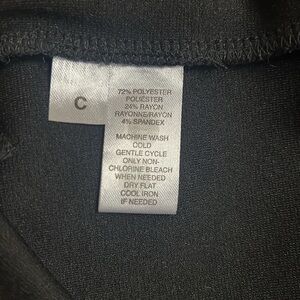 C
72% POLYESTER
POLIÉSTER
24% RAYON
RAYONNE/RAYON
4% SPANDEX
MACHINE WASH
COLD
GENTLE CYCLE
ONLY NON-
CHLORINE BLEACH
WHEN NEEDED
DRY FLAT
COOL IRON
IF NEEDED